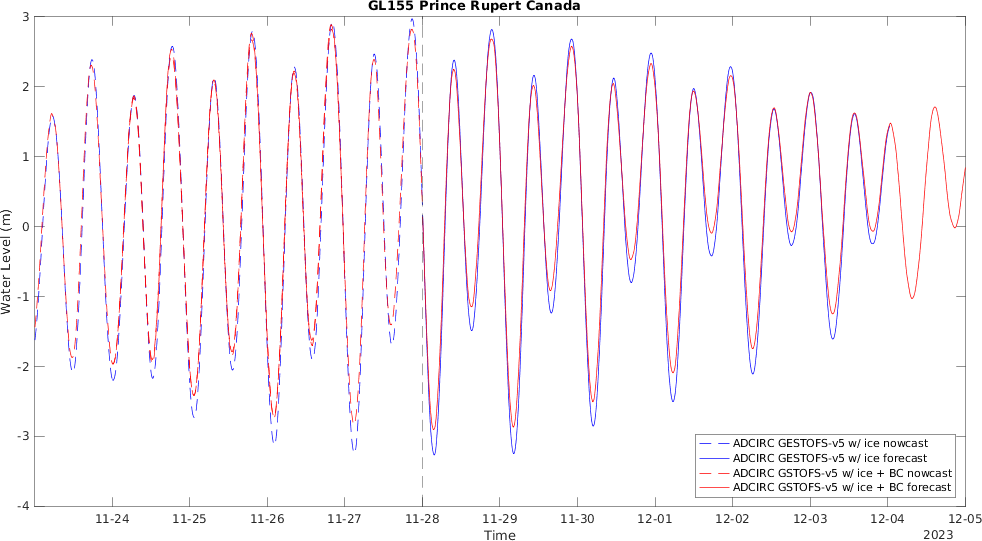 GL155 Prince Rupert Canada
3
2
1
0
-1
-2
-3
-4
Water Level (m)
ADCIRC GESTOFS-v5 w/ ice nowcast
ADCIRC GESTOFS-v5 w/ ice forecast
ADCIRC GSTOFS-v5 w/ ice + BC nowcast
ADCIRC GSTOFS-v5 w/ ice + BC forecast
11-24 11-25 11-26 11-27 11-28 11-29 11-30 12-01 12-02 12-03 12-04 12-05
Time
2023